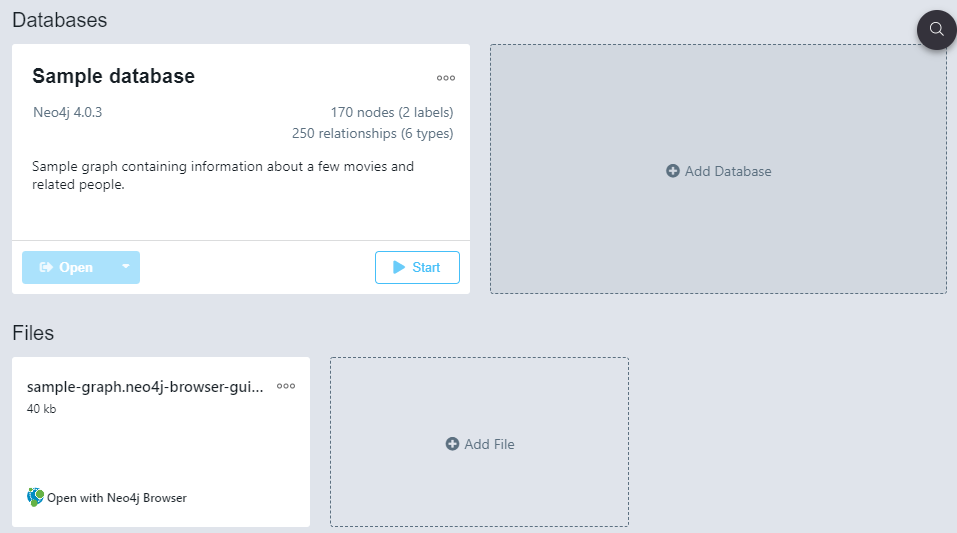 Databases
Sample database
Neo4j 4.0.3
170 nodes (2 labels)
250 relationships (6 types)
Sample graph containing information about a few movies and
related people.
Open
Start
Add Database
Files
sample-graph.neo4j-browser-gui...
40 kb
Open with Neo4j Browser
Add File